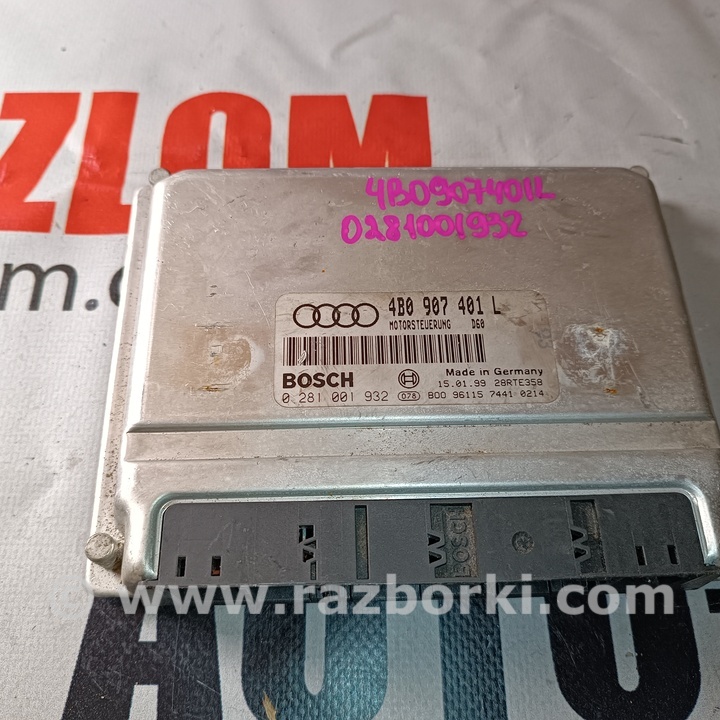 ZLOM
m.
4B0907401L
0281001932
4B0 907 401 L
MOTORSTEUERUNG D60
BOSCH
Made in Germany
15.01.99 28RTE358
0 281 001 932 078 B00 96115 7441 0214
BOSCH
www.razborki.com
AUTO